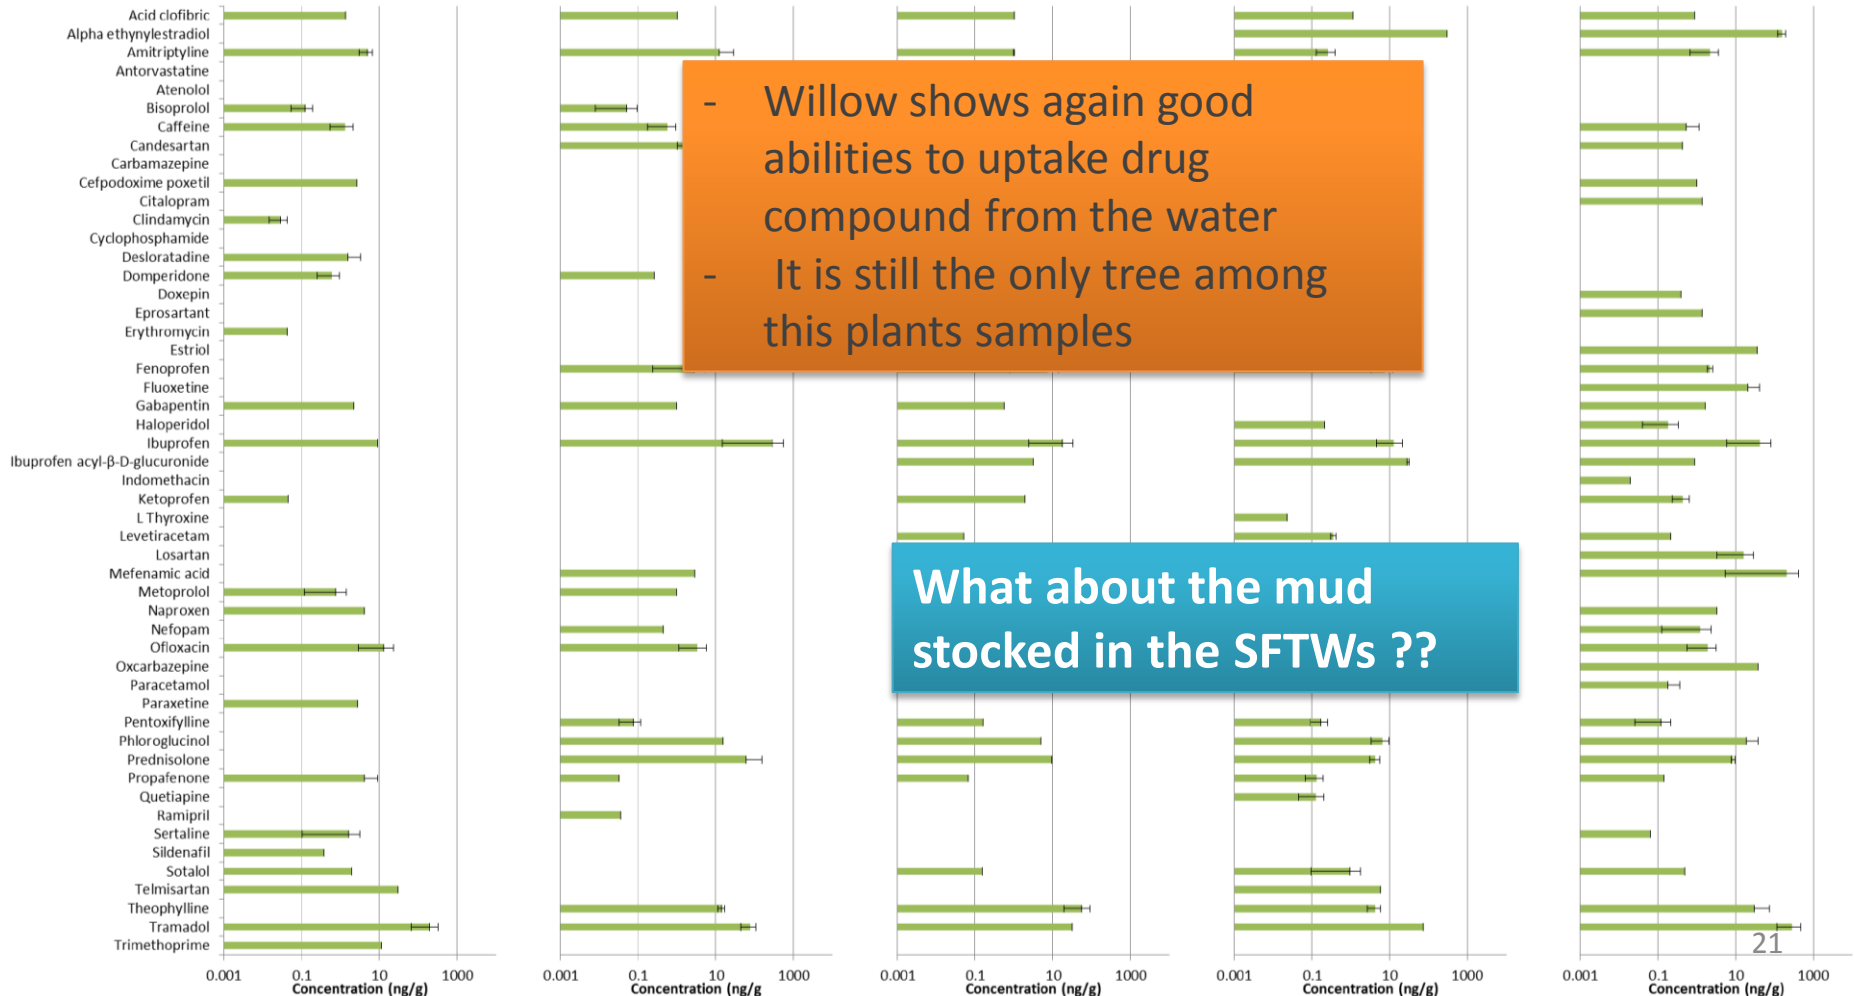 Acid clofibric
Alpha ethynylestradiol
Amitriptyline
Antorvastatine
Atenolol
Bisoprolol
Caffeine
Candesartan
Carbamazepine
Cefpodoxime poxetil
Citalopram
Clindamycin
Cyclophosphamide
Desloratadine
Domperidone
Doxepin
Eprosartant
Erythromycin
Estriol
Fenoprofen
Fluoxetine
Gabapentin
Haloperidol
Ibuprofen
Ibuprofen acyl-β-D-glucuronide
Indomethacin
Ketoprofen
L Thyroxine
Levetiracetam
Losartan
Mefenamic acid
Metoprolol
Naproxen
Nefopam
Ofloxacin
Oxcarbazepine
Paracetamol
Paraxetine
Pentoxifylline
Phloroglucinol
Prednisolone
Propafenone
Quetiapine
Ramipril
Sertaline
Sildenafil
Sotalol
Telmisartan
Theophylline
Tramadol
Trimethoprime
- Willow shows again good
abilities to uptake drug
compound from the water
- It is still the only tree among
this plants samples
What about the mud
stocked in the SFTWs ??
21
0.001 0.1 10 1000 0.001 0.1 10 1000 0.001 0.1 10 1000 0.001 0.1 10 1000 0.001 0.1 10 1000
Concentration (ng/g) Concentration (ng/g Concentration (ng/g) Concentration (ng/g) Concentration (ng/g)